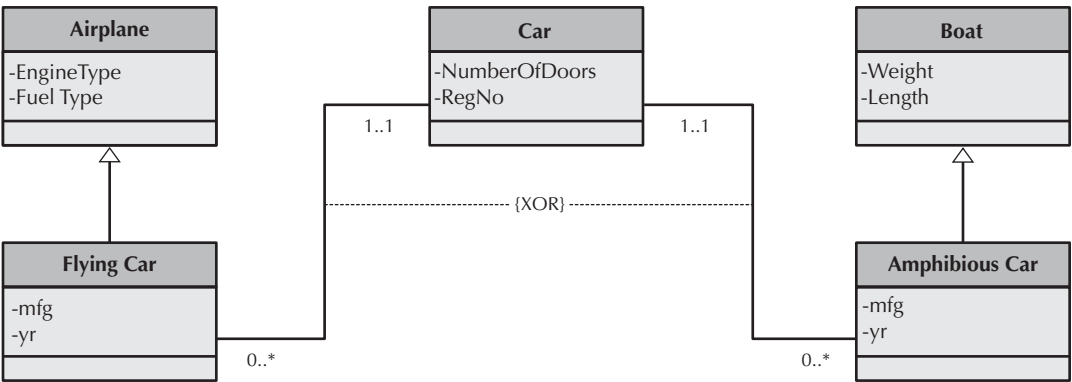 Airplane
-EngineType
-Fuel Type
Car
-NumberOfDoors
-RegNo
Boat
-Weight
-Length
1..1
1..1
{XOR}
Flying Car
-mfg
-yr
0..*
Amphibious Car
-mfg
-yr
0..*